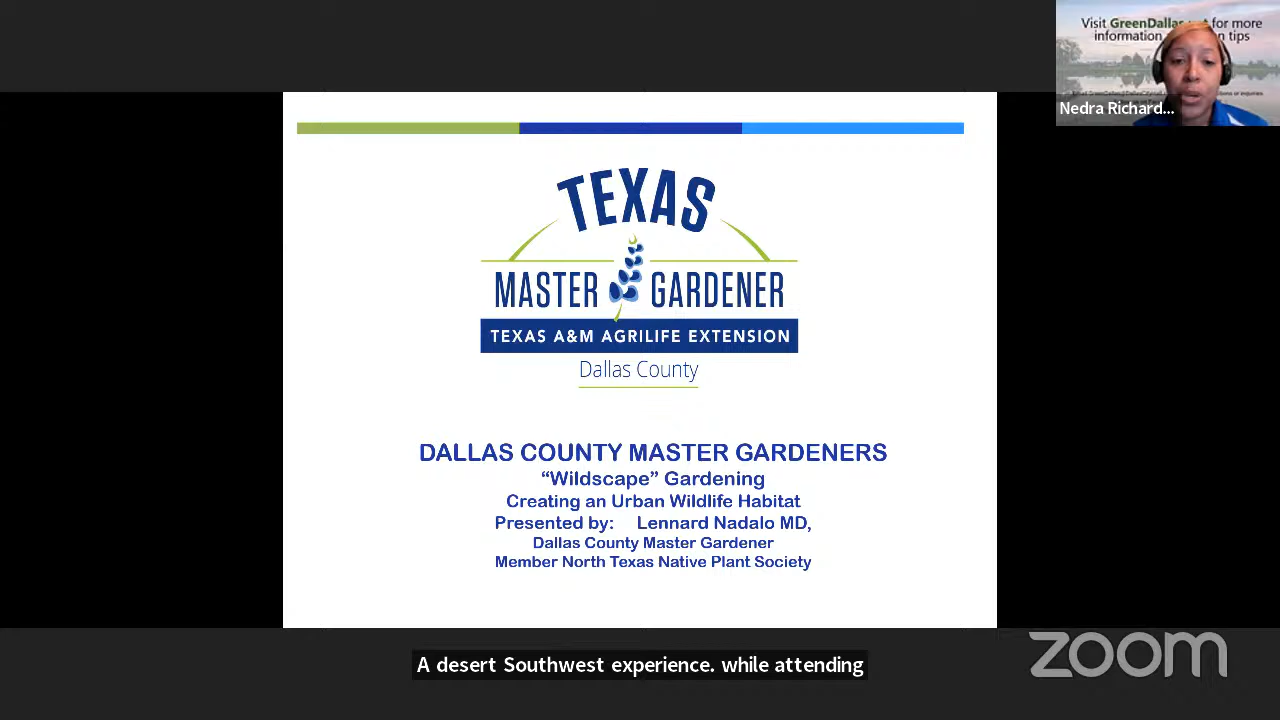 Visit GreenDallas for more
information tips
Nedra Richard...
TEXAS
MASTER GARDENER
TEXAS A&M AGRILIFE EXTENSION
Dallas County
DALLAS COUNTY MASTER GARDENERS
“Wildscape” Gardening
Creating an Urban Wildlife Habitat
Presented by: Lennard Nadalo MD,
Dallas County Master Gardener
Member North Texas Native Plant Society
A desert Southwest experience. while attending
zoom